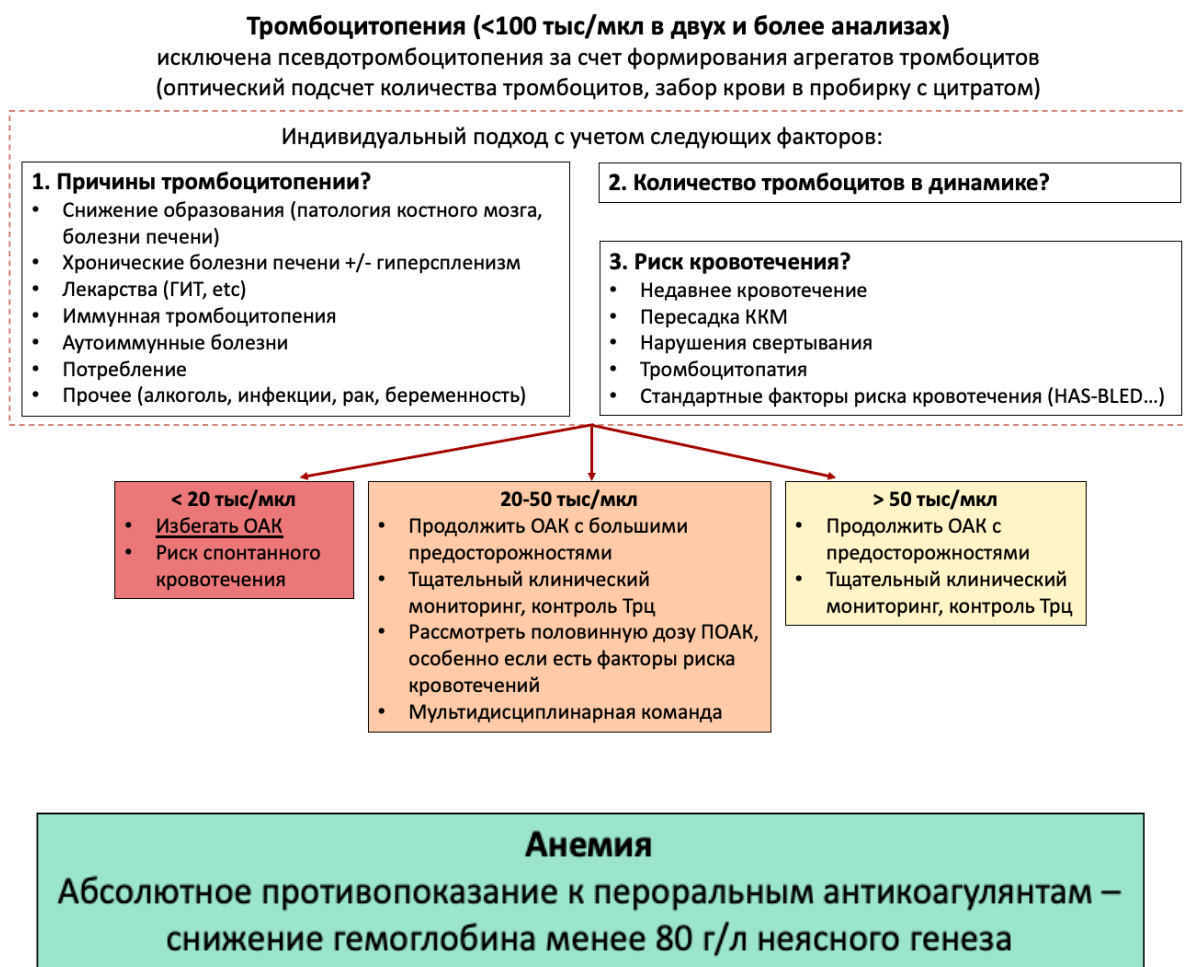 Тромбоцитопения (<100 тыс/мкл в двух и более анализах)
исключена псевдотромбоцитопения за счет формирования агрегатов тромбоцитов
(оптический подсчет количества тромбоцитов, забор крови в пробирку с цитратом)
Индивидуальный подход с учетом следующих факторов:
1. Причины тромбоцитопении?
• Снижение образования (патология костного мозга,
болезни печени)
• Хронические болезни печени +/- гиперспленизм
• Лекарства (ГИТ, etc)
• Иммунная тромбоцитопения
• Аутоиммунные болезни
• Потребление
• Прочее (алкоголь, инфекции, рак, беременность)
2. Количество тромбоцитов в динамике?
3. Риск кровотечения?
• Недавнее кровотечение
• Пересадка ККМ
• Нарушения свертывания
• Тромбоцитопатия
• Стандартные факторы риска кровотечения (HAS-BLED...)
< 20 тыс/мкл
• Избегать ОАК
• Риск спонтанного
кровотечения
20-50 тыс/мкл
• Продолжить ОАК с большими
предосторожностями
• Тщательный клинический
мониторинг, контроль Трц
• Рассмотреть половинную дозу ПОАК,
особенно если есть факторы риска
кровотечений
• Мультидисциплинарная команда
> 50 тыс/мкл
• Продолжить ОАК с
предосторожностями
• Тщательный клинический
мониторинг, контроль Трц
Анемия
Абсолютное противопоказание к пероральным антикоагулянтам –
снижение гемоглобина менее 80 г/л неясного генеза